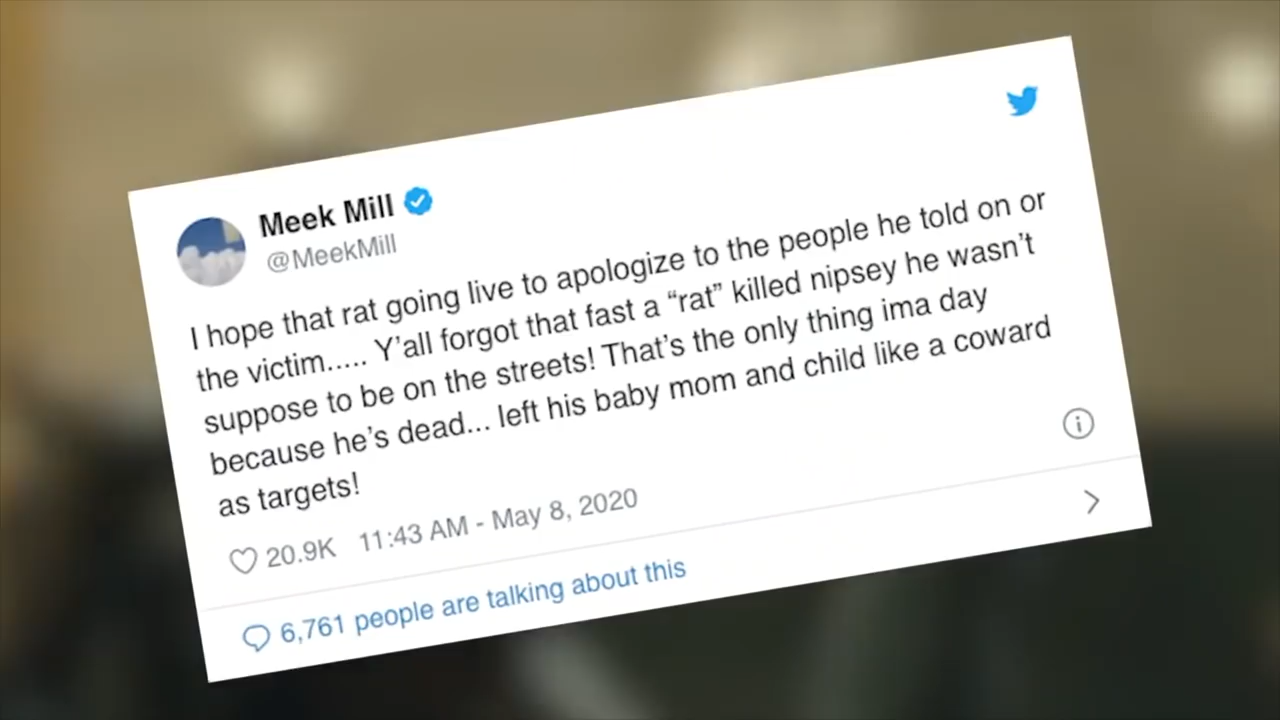 Meek Mill
@MeekMill
I hope that rat going live to apologize to the people he told on or
the victim..... Y'all forgot that fast a “rat” killed nipsey he wasn't
suppose to be on the streets! That's the only thing ima day
because he's dead... left his baby mom and child like a coward
as targets!
20.9K 11:43 AM - May 8, 2020
6,761 people are talking about this